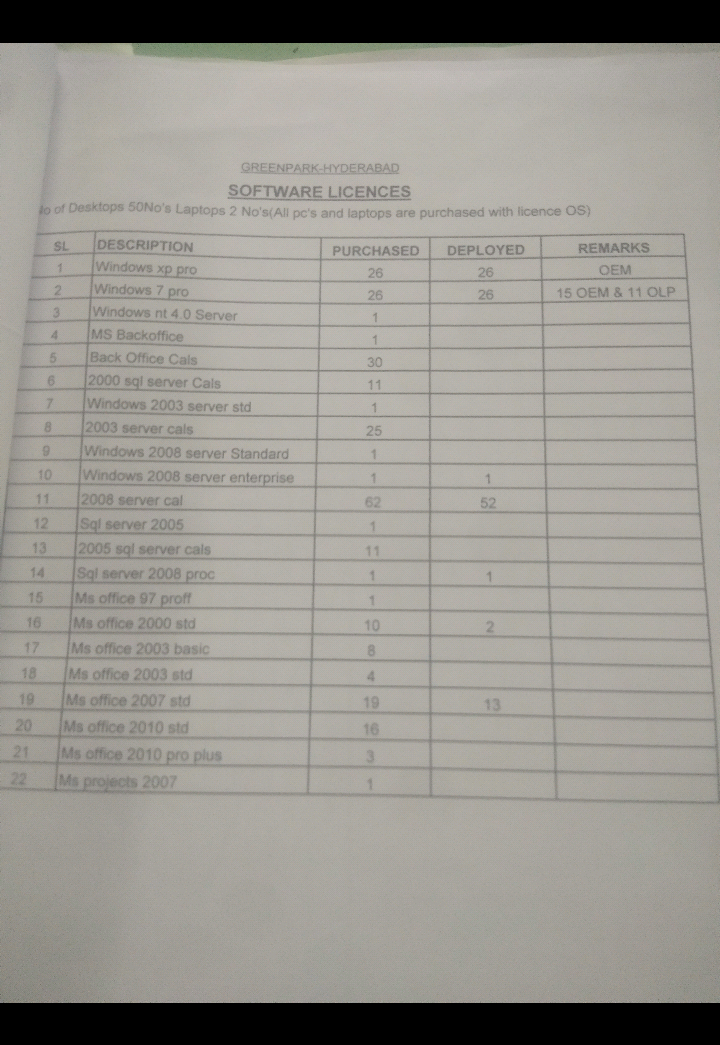 GREENPARK-HYDERABAD
SOFTWARE LICENCES
of Desktops 50No's Laptops 2 No's(All pc's and laptops are purchased with licence OS)
SL DESCRIPTION PURCHASED DEPLOYED REMARKS
1 Windows xp pro 26 26 OEM
2 Windows 7 pro 26 26 15 OEM & 11 OLP
3 Windows nt 4.0 Server 1
4 MS Backoffice 1
5 Back Office Cals 30
6 2000 sql server Cals 11
7 Windows 2003 server std 1
8 2003 server cals 25
9 Windows 2008 server Standard 1
10 Windows 2008 server enterprise 1 1
11 2008 server cal 62 52
12 Sql server 2005 1
13 2005 sql server cals 11
14 Sql server 2008 proc 1 1
15 Ms office 97 proff 1
16 Ms office 2000 std 10 2
17 Ms office 2003 basic 8
18 Ms office 2003 std 4
19 Ms office 2007 std 19 13
20 Ms office 2010 std 16
21 Ms office 2010 pro plus 3
22 Ms projects 2007 1